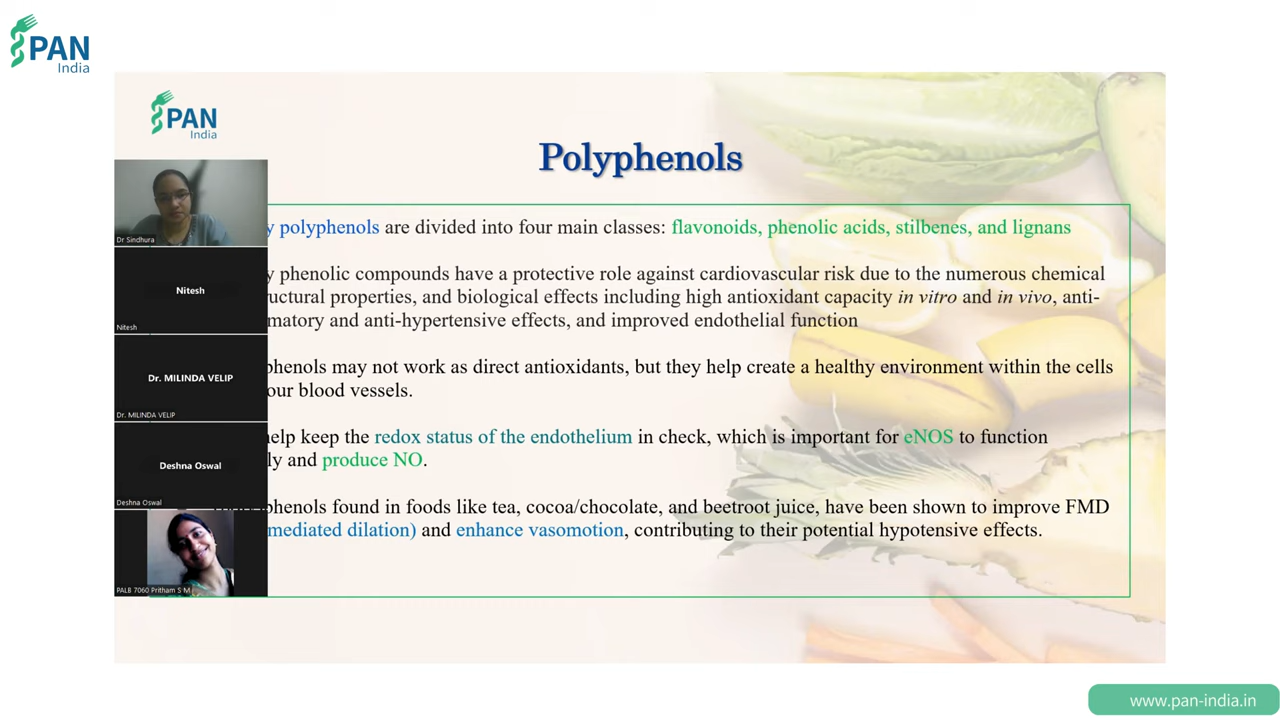 PAN
India
PAN
India
Polyphenols
y polyphenols are divided into four main classes: flavonoids, phenolic acids, stilbenes, and lignans
y phenolic compounds have a protective role against cardiovascular risk due to the numerous chemical
ructural properties, and biological effects including high antioxidant capacity in vitro and in vivo, anti-
matory and anti-hypertensive effects, and improved endothelial function
phenols may not work as direct antioxidants, but they help create a healthy environment within the cells
our blood vessels.
help keep the redox status of the endothelium in check, which is important for eNOS to function
ly and produce NO.
phenols found in foods like tea, cocoa/chocolate, and beetroot juice, have been shown to improve FMD
mediated dilation) and enhance vasomotion, contributing to their potential hypotensive effects.
Dr Sindhura
Nitesh
Nitesh
Dr. MILINDA VELIP
Dr. MILINDA VELIP
Deshna Oswal
Deshna Oswal
PALB 7060 Pritham S M
www.pan-india.in